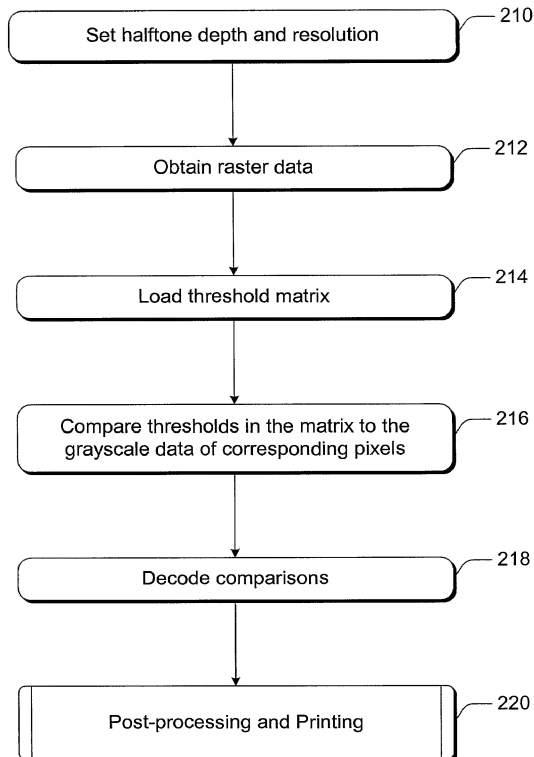 Set halftone depth and resolution
210
Obtain raster data
212
Load threshold matrix
214
Compare thresholds in the matrix to the
grayscale data of corresponding pixels
216
Decode comparisons
218
Post-processing and Printing
220